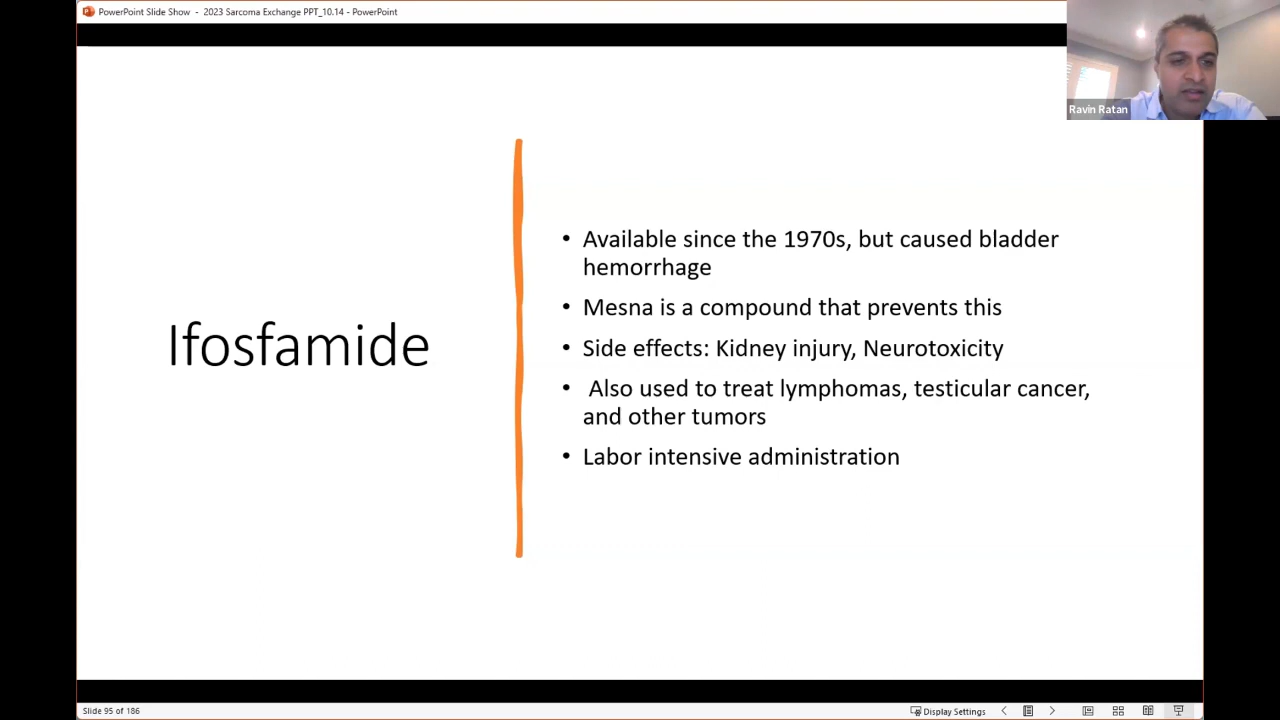 PowerPoint Slide Show - 2023 Sarcoma Exchange PPT_10.14 - PowerPoint
Ravin Ratan
Ifosfamide
• Available since the 1970s, but caused bladder
hemorrhage
• Mesna is a compound that prevents this
• Side effects: Kidney injury, Neurotoxicity
• Also used to treat lymphomas, testicular cancer,
and other tumors
• Labor intensive administration
Slide 95 of 186
Display Settings